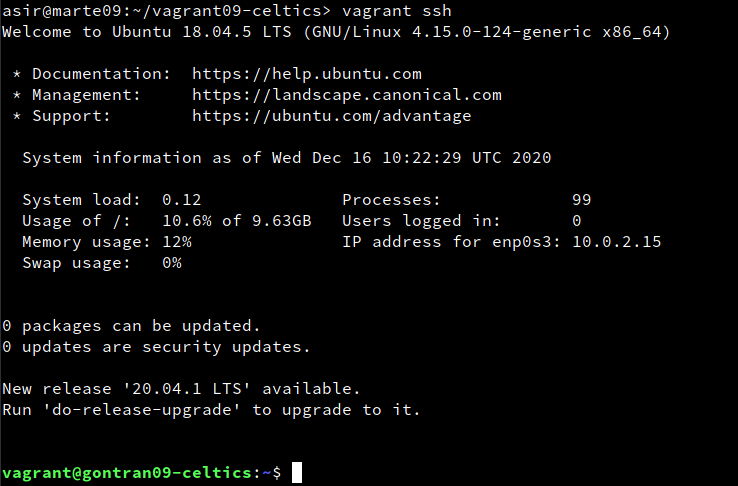 asir@marte09:~/vagrant09-celtics> vagrant ssh
Welcome to Ubuntu 18.04.5 LTS (GNU/Linux 4.15.0-124-generic x86_64)
* Documentation:  https://help.ubuntu.com
* Management:     https://landscape.canonical.com
* Support:        https://ubuntu.com/advantage
System information as of Wed Dec 16 10:22:29 UTC 2020
System load:  0.12              Processes:             99
Usage of /:   10.6% of 9.63GB   Users logged in:       0
Memory usage: 12%               IP address for enp0s3: 10.0.2.15
Swap usage:   0%
0 packages can be updated.
0 updates are security updates.
New release '20.04.1 LTS' available.
Run 'do-release-upgrade' to upgrade to it.
vagrant@gontran09-celtics:~$